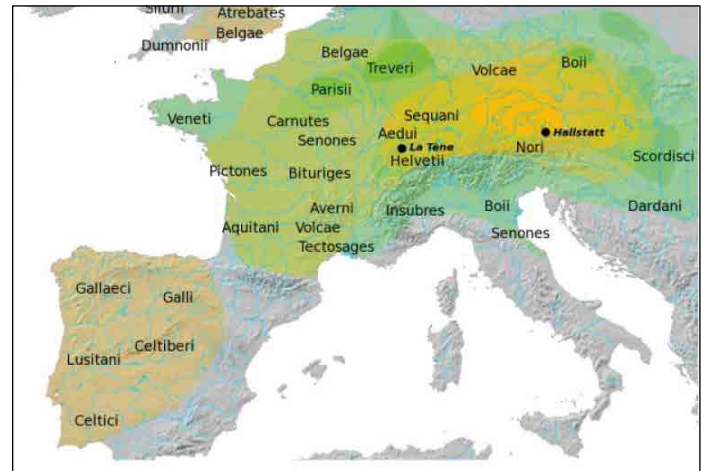 Silurii
Atrebates
Belgae
Dumnonii
Belgae
Treveri
Volcae
Boii
Parisii
Veneti
Carnutes
Sequani
Senones
Aedui
Hallstatt
La Tène
Helvetii
Nori
Scordisci
Pictones
Bituriges
Averni
Insubres
Boii
Dardani
Aquitani
Volcae
Tectosages
Senones
Gallaeci
Galli
Celtiberi
Lusitani
Celtici